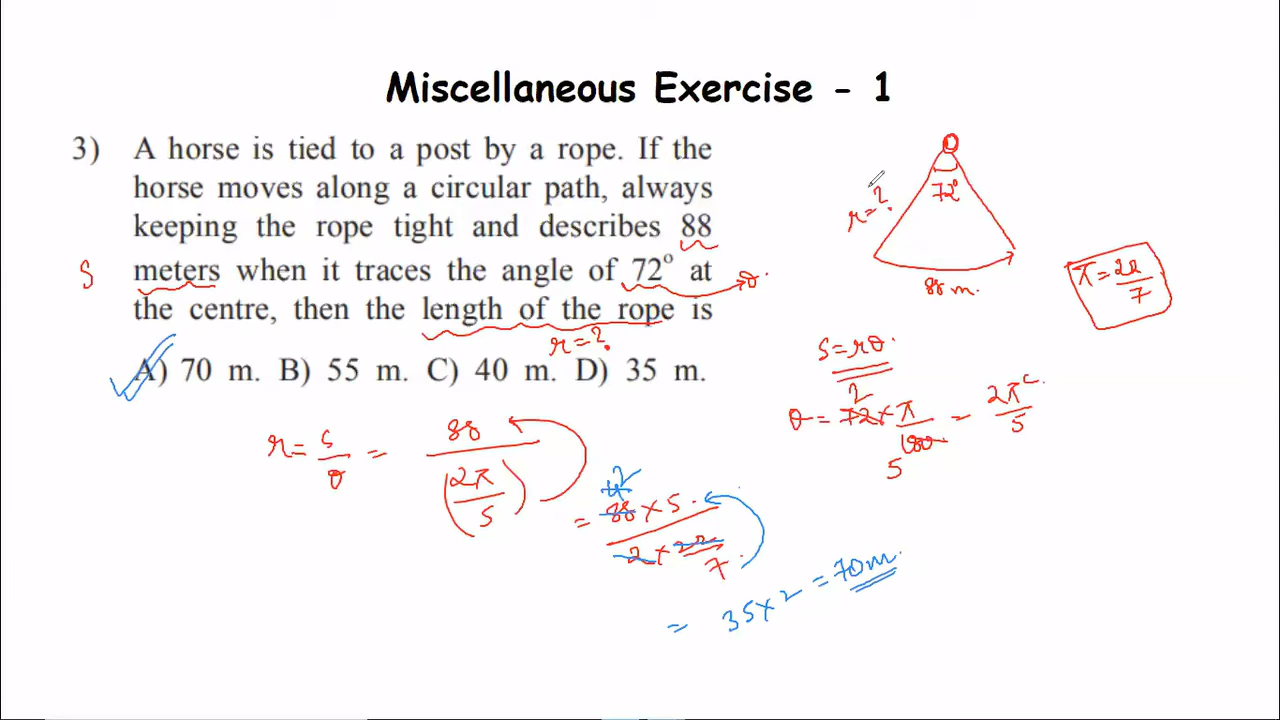 Miscellaneous Exercise - 1
3) A horse is tied to a post by a rope. If the
horse moves along a circular path, always
keeping the rope tight and describes 88
S meters when it traces the angle of 72° at θ.
the centre, then the length of the rope is
r=?
A) 70 m. B) 55 m. C) 40 m. D) 35 m.
72°
r=?
88 m.
π=22/7
s=rθ.
θ = 72 × π/180 = 2π^c/5
2
5
r = s/θ = 88/(2π/5)
= 88 × 5 / 2 × 22/7
2
= 35×2 = 70m.